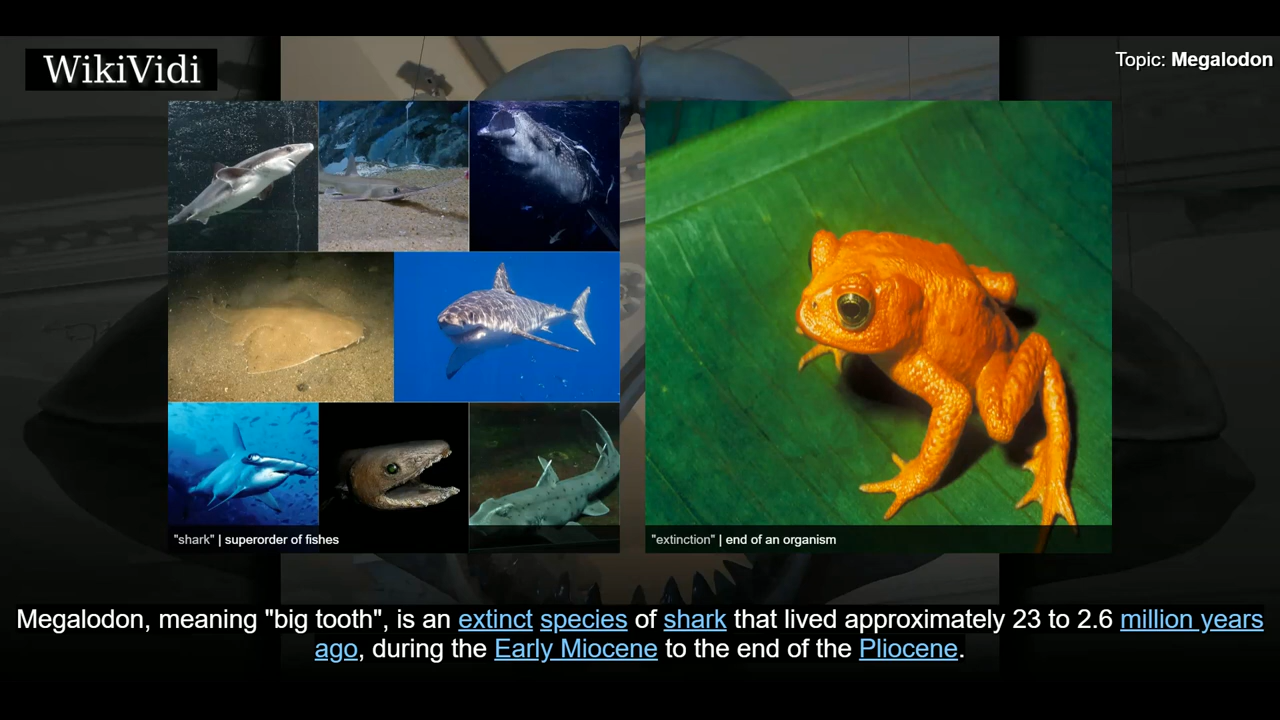 WikiVidi
Topic: Megalodon
"shark" | superorder of fishes
"extinction" | end of an organism
Megalodon, meaning "big tooth", is an extinct species of shark that lived approximately 23 to 2.6 million years
ago, during the Early Miocene to the end of the Pliocene.